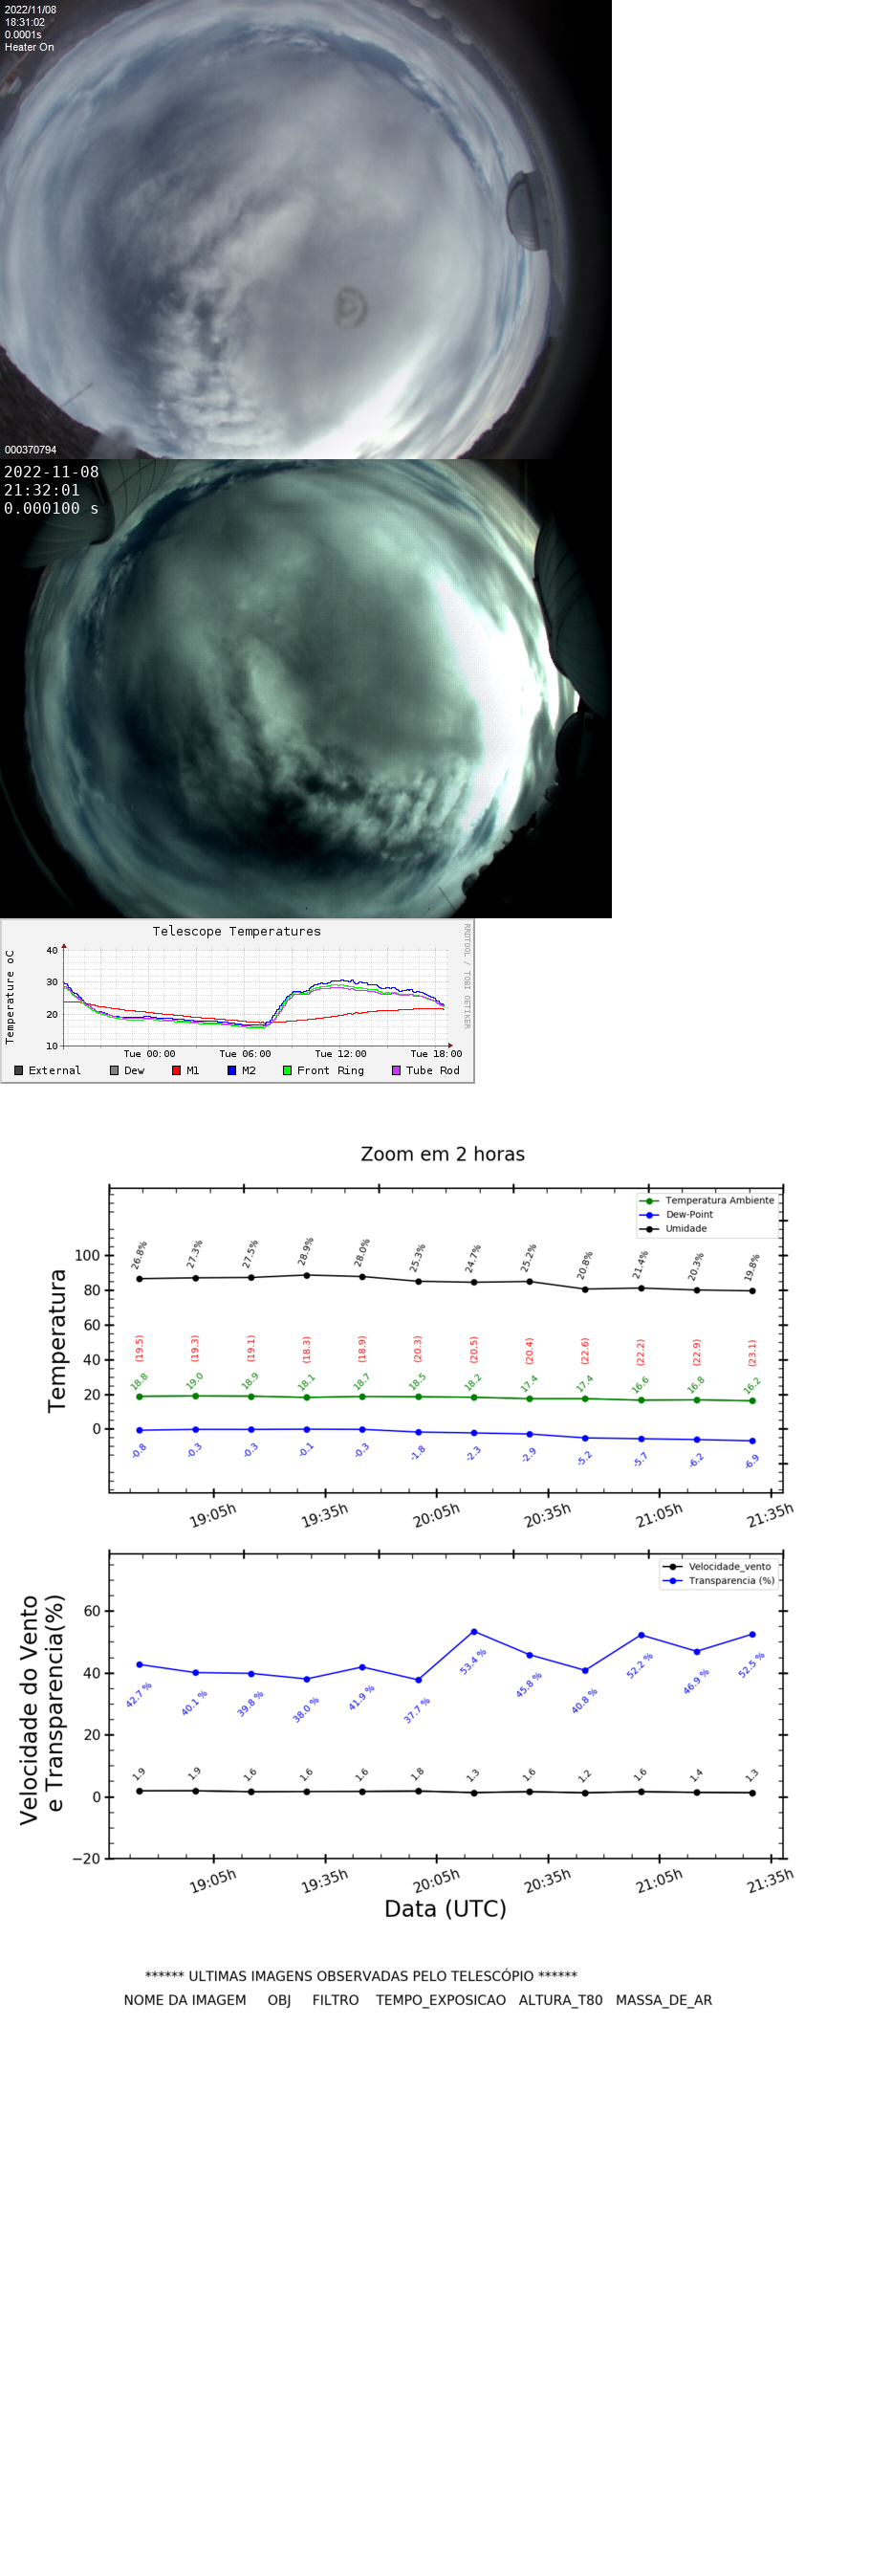 2022/11/08
18:31:02
0.0001s
Heater On
000370794
2022-11-08
21:32:01
0.000100 s
Telescope Temperatures
Temperature oC
40
30
20
10
Tue 00:00 Tue 06:00 Tue 12:00 Tue 18:00
External Dew M1 M2 Front Ring Tube Rod
RRDTOOL / TOBI OETIKER
Zoom em 2 horas
Temperatura Ambiente
Dew-Point
Umidade
Temperatura
100
80
60
40
20
0
26.8% 27.3% 27.5% 28.9% 28.0% 25.3% 24.7% 25.2% 20.8% 21.4% 20.3% 19.8%
(19.5) (19.3) (19.1) (18.3) (18.9) (20.3) (20.5) (20.4) (22.6) (22.2) (22.9) (23.1)
18.8 19.0 18.9 18.1 18.7 18.5 18.2 17.4 17.4 16.6 16.8 16.2
-0.8 -0.3 -0.3 -0.1 -0.3 -1.8 -2.3 -2.9 -5.2 -5.7 -6.2 -6.9
19:05h 19:35h 20:05h 20:35h 21:05h 21:35h
Velocidade_vento
Transparencia (%)
Velocidade do Vento
e Transparencia(%)
60
40
20
0
−20
42.7 % 40.1 % 39.8 % 38.0 % 41.9 % 37.7 % 53.4 % 45.8 % 40.8 % 52.2 % 46.9 % 52.5 %
1.9 1.9 1.6 1.6 1.6 1.8 1.3 1.6 1.2 1.6 1.4 1.3
19:05h 19:35h 20:05h 20:35h 21:05h 21:35h
Data (UTC)
****** ULTIMAS IMAGENS OBSERVADAS PELO TELESCÓPIO ******
NOME DA IMAGEM OBJ FILTRO TEMPO_EXPOSICAO ALTURA_T80 MASSA_DE_AR